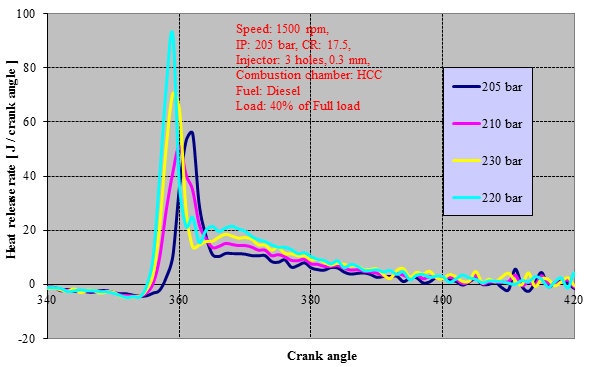 Speed: 1500 rpm,
IP: 205 bar, CR: 17.5,
Injector: 3 holes, 0.3 mm,
Combustion chamber: HCC
Fuel: Diesel
Load: 40% of Full load
100
80
60
40
20
0
-20
Heat release rate [ J / crank angle ]
205 bar
210 bar
230 bar
220 bar
340
360
380
400
420
Crank angle